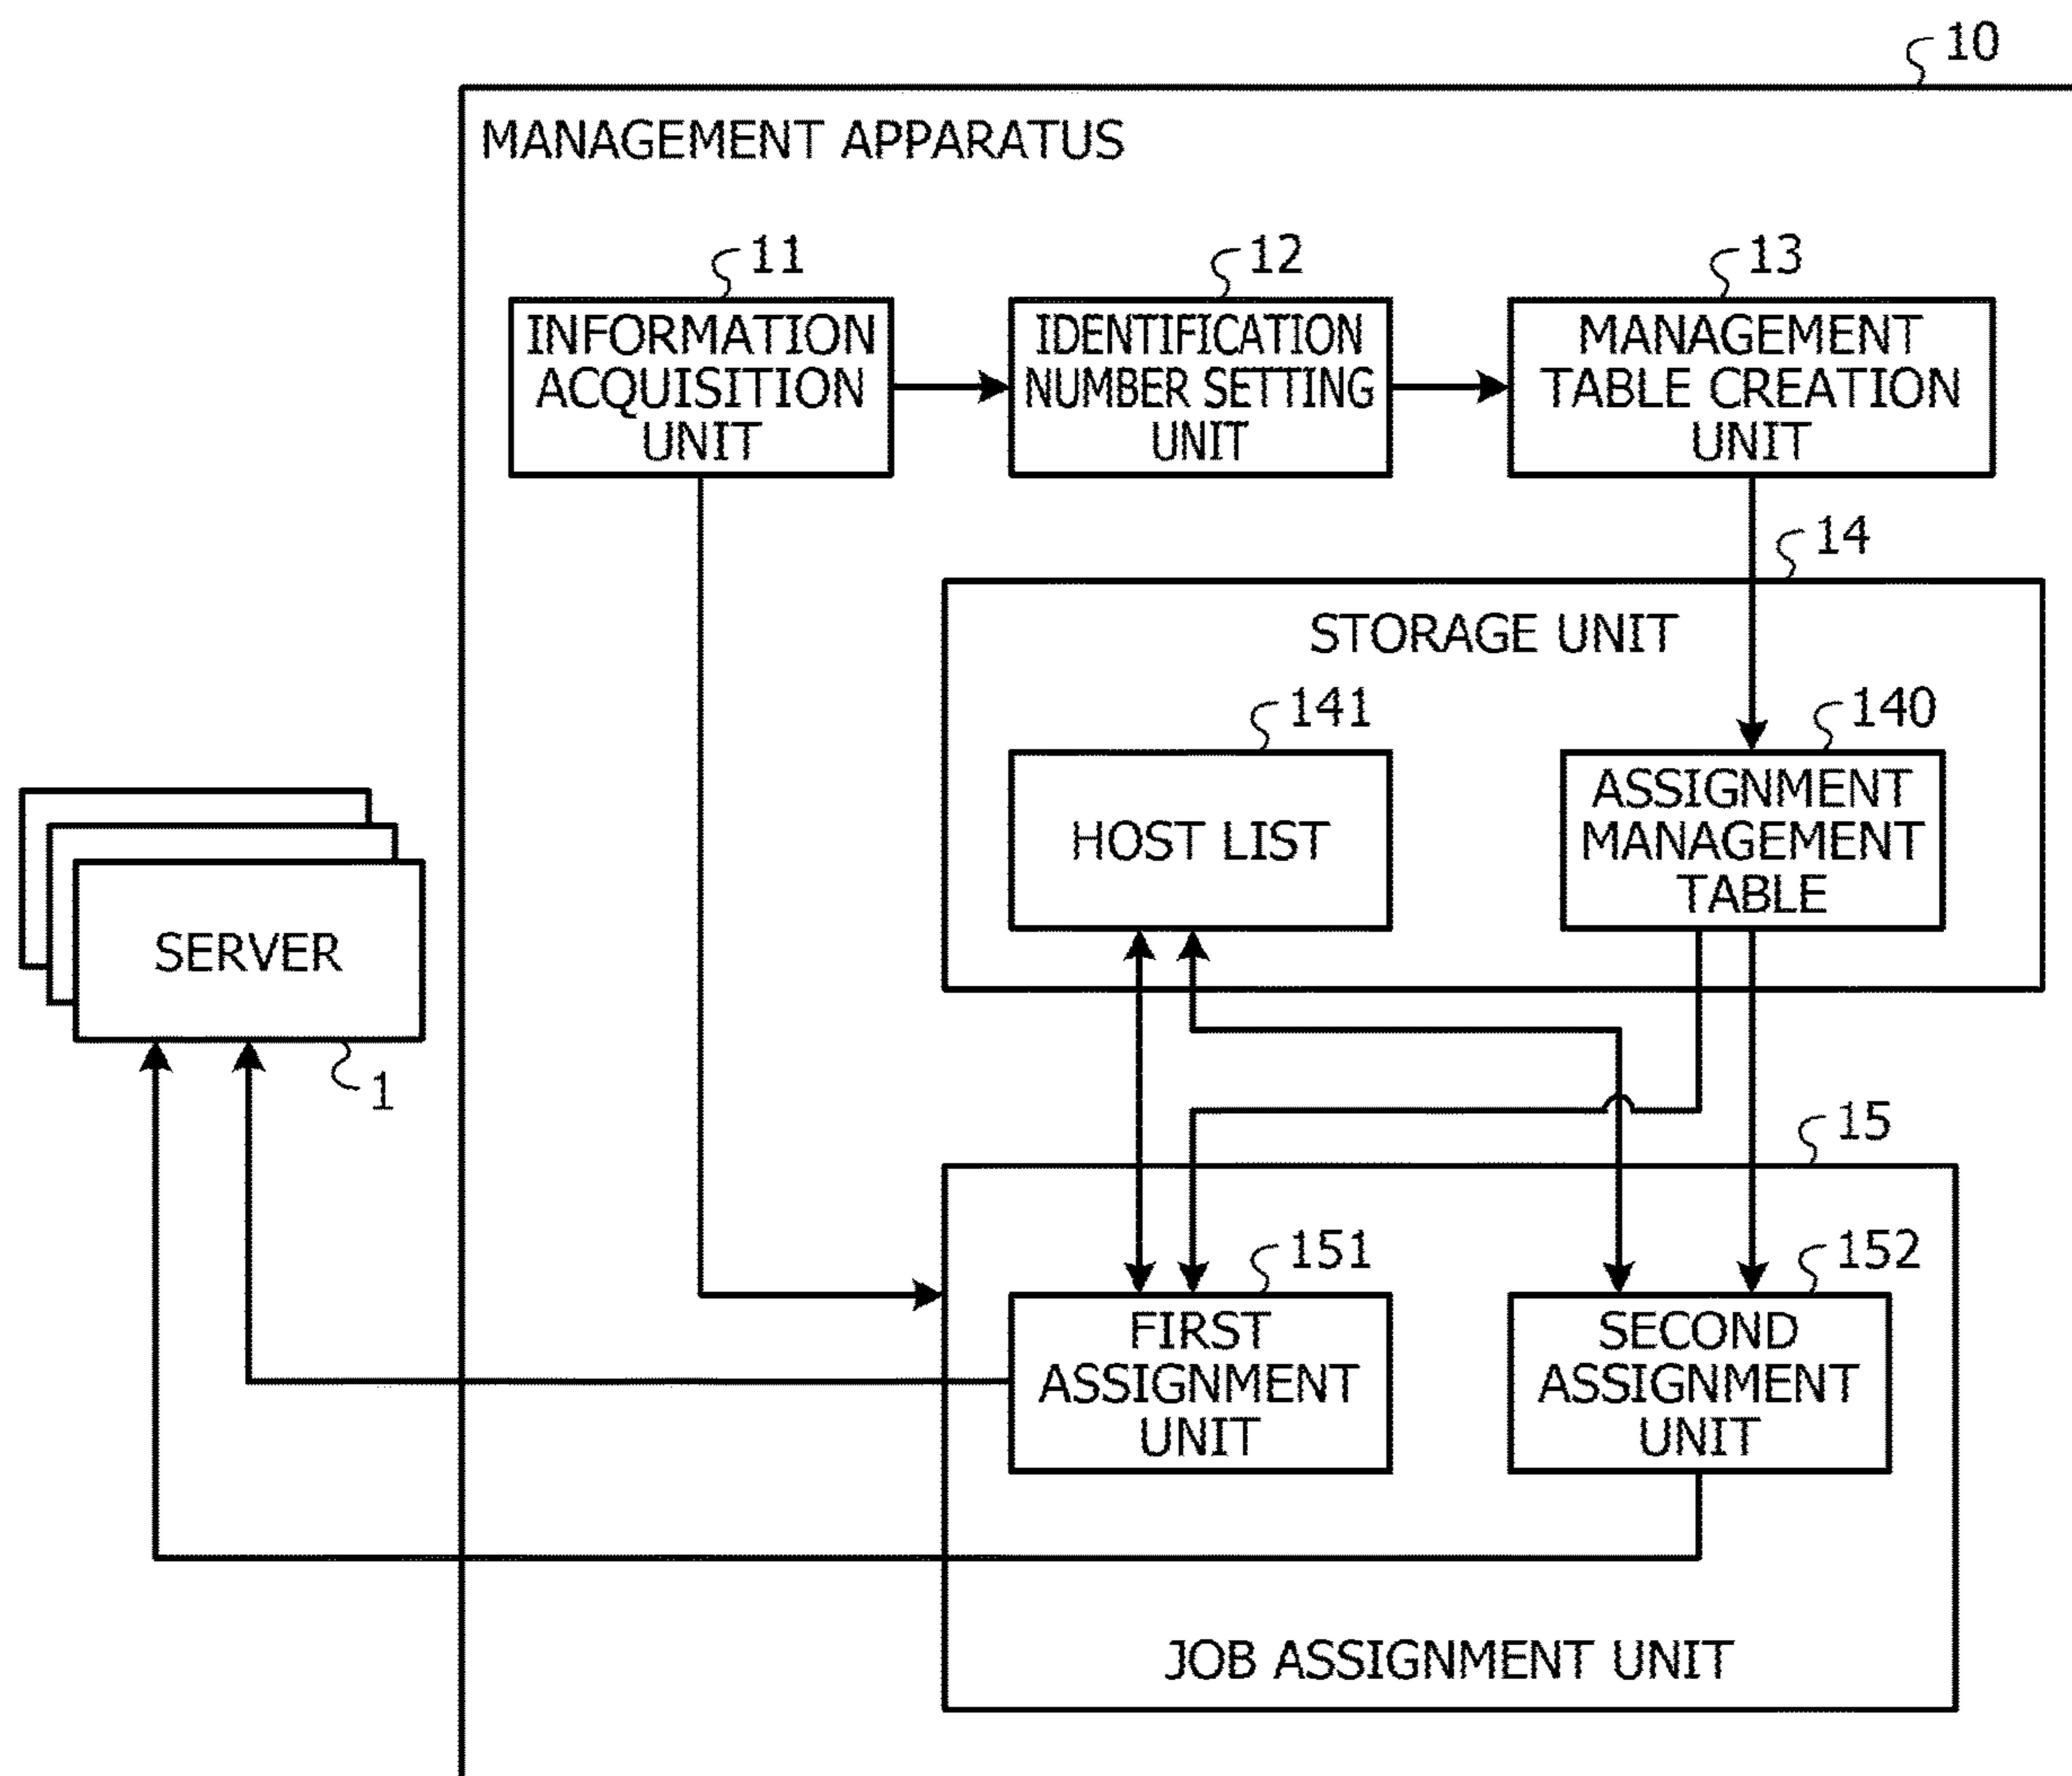 10
MANAGEMENT APPARATUS
11
12
13
INFORMATION
ACQUISITION
UNIT
IDENTIFICATION
NUMBER SETTING
UNIT
MANAGEMENT
TABLE CREATION
UNIT
14
STORAGE UNIT
141
140
HOST LIST
ASSIGNMENT
MANAGEMENT
TABLE
SERVER
1
15
151
152
FIRST
ASSIGNMENT
UNIT
SECOND
ASSIGNMENT
UNIT
JOB ASSIGNMENT UNIT